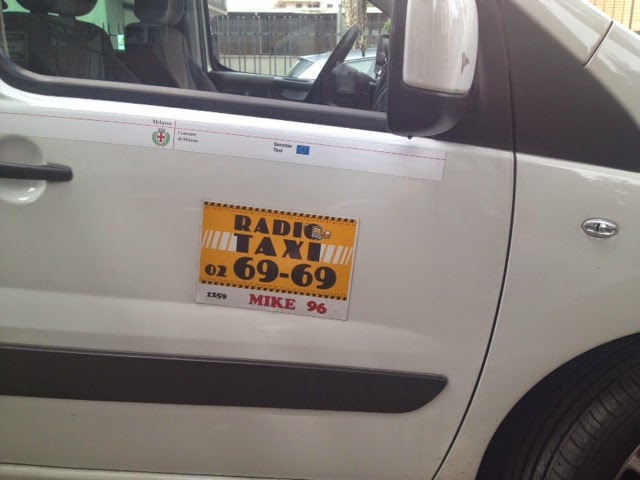 Milano
Comune
di Milano
Servizio
Taxi
RADIO
TAXI
02 69-69
1259 MIKE 96